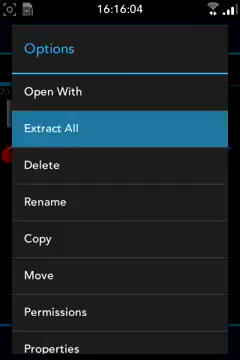 16:16:04
Options
Open With
Extract All
Delete
Rename
Copy
Move
Permissions
Properties